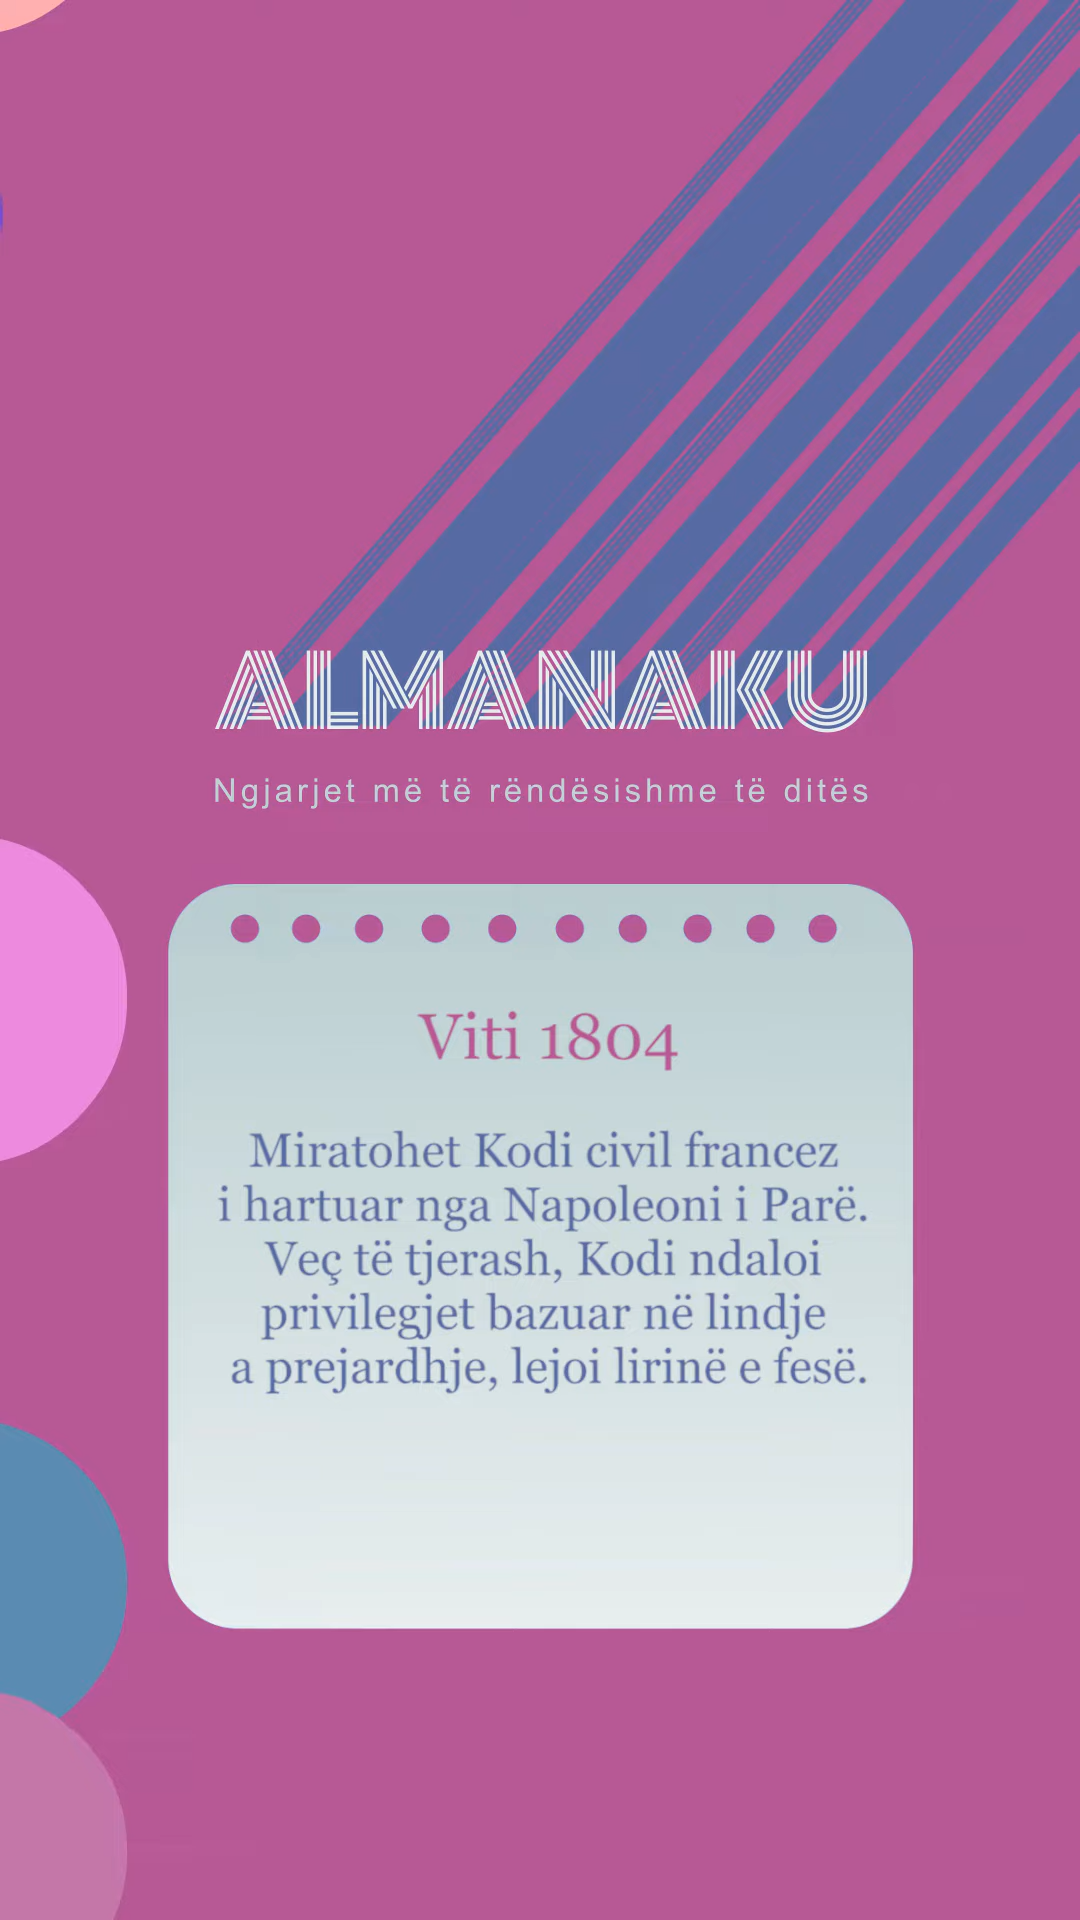 ALMANAKU
Ngjarjet më të rëndësishme të ditës
Viti 1804
Miratohet Kodi civil francez
i hartuar nga Napoleoni i Parë.
Veç të tjerash, Kodi ndaloi
privilegjet bazuar në lindje
a prejardhje, lejoi lirinë e fesë.